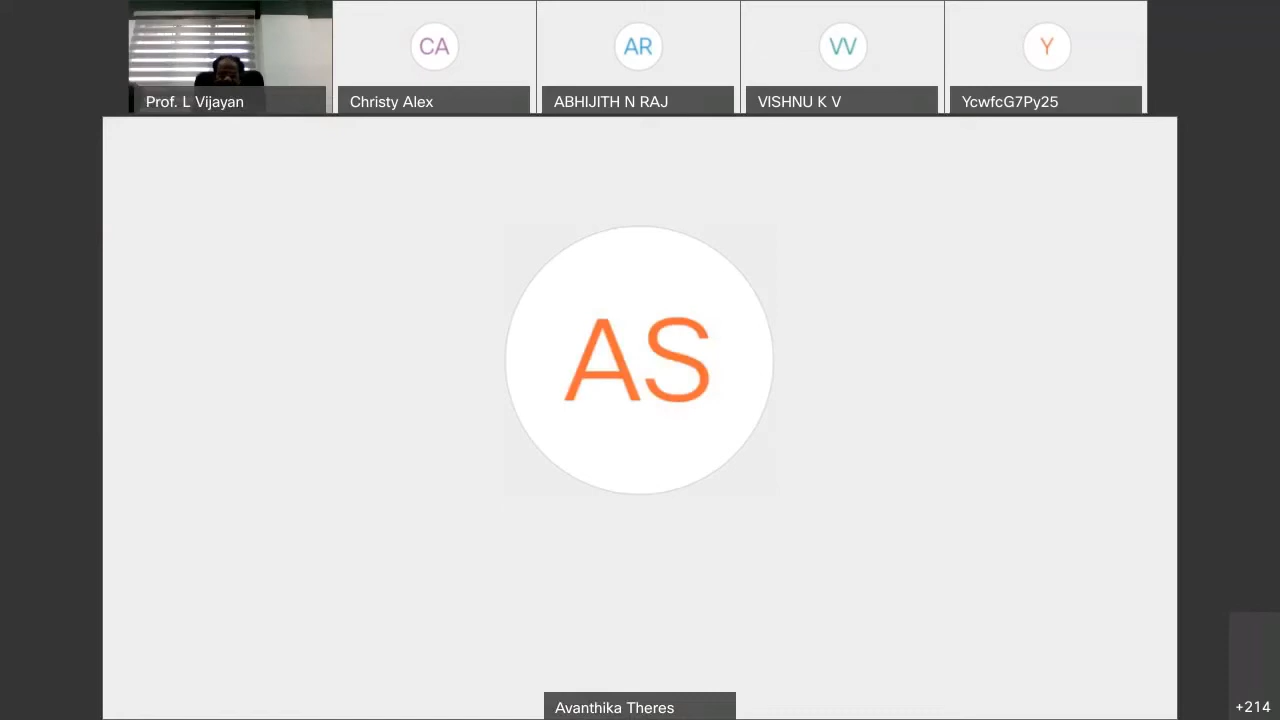 CA
AR
VV
Y
Prof. L Vijayan
Christy Alex
ABHIJITH N RAJ
VISHNU K V
YcwfcG7Py25
AS
Avanthika Theres
+214